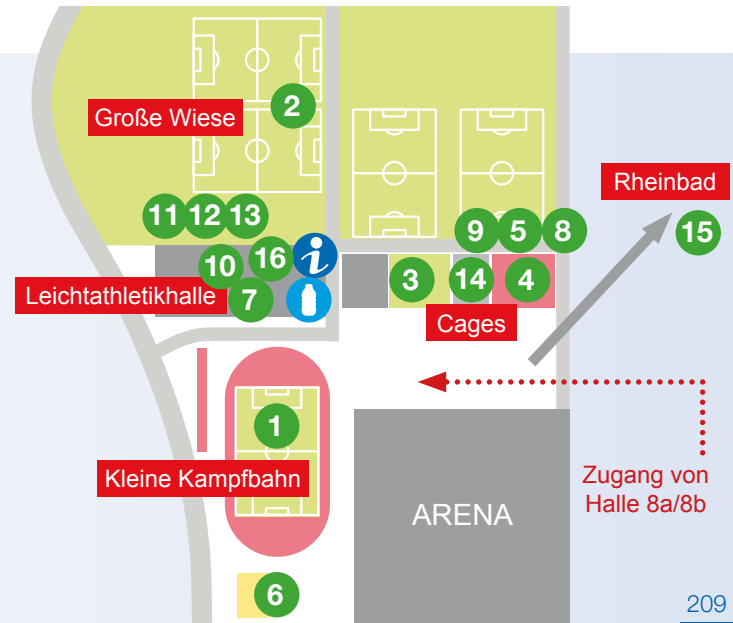 2
Große Wiese
Rheinbad
11 12 13
9 5 8
15
10 16 i
3 14 4
Leichtathletikhalle
7
Cages
1
Kleine Kampfbahn
Zugang von
Halle 8a/8b
ARENA
6
209